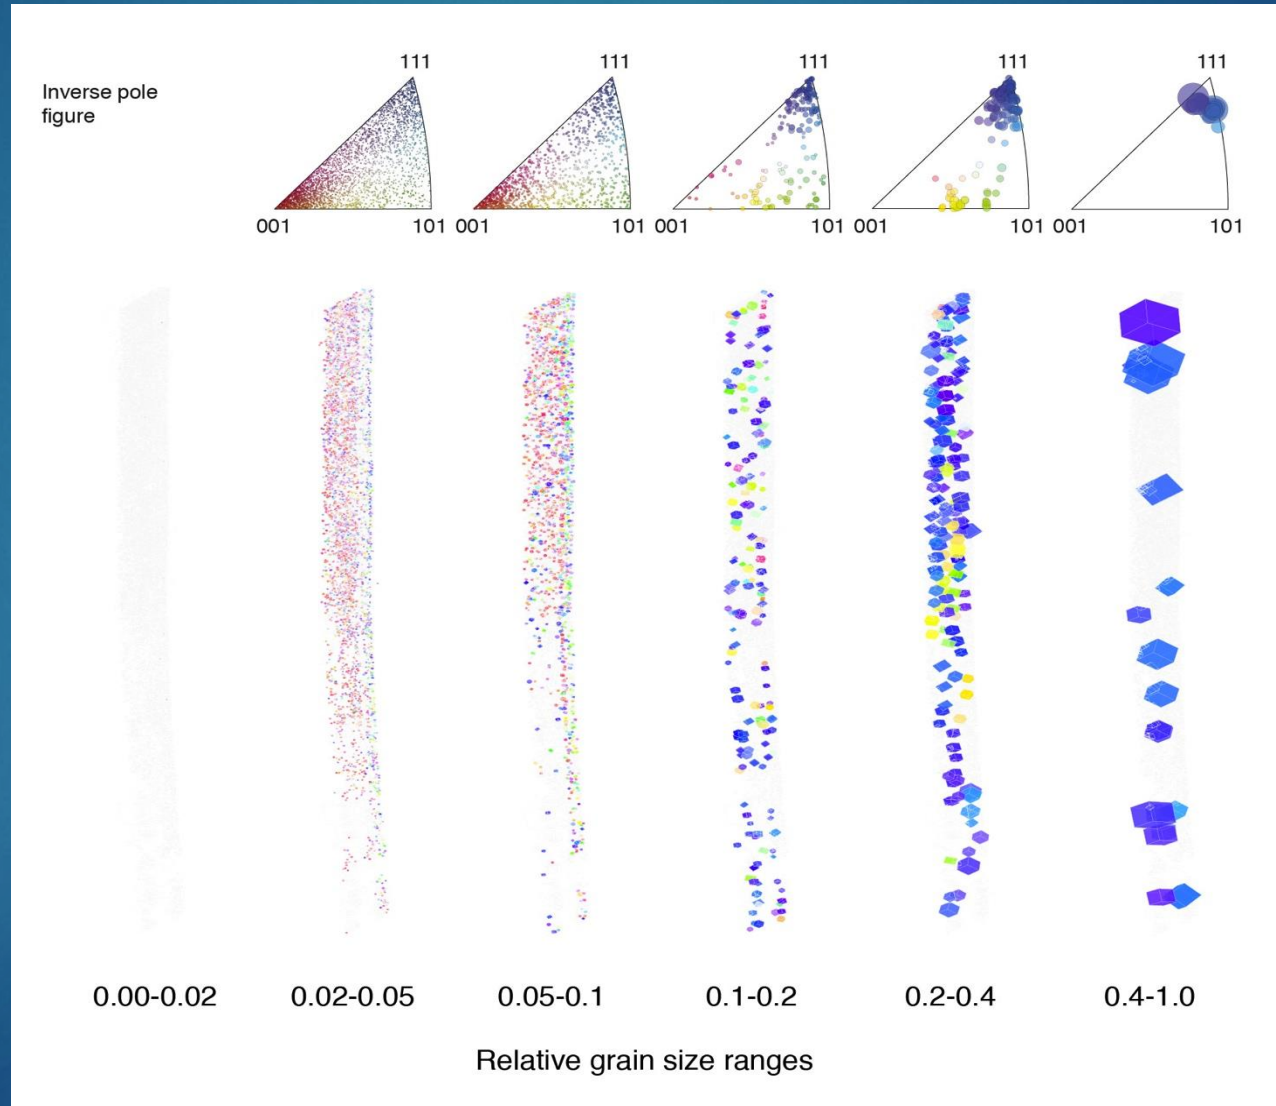 Inverse pole
figure
111 111 111 111 111
001 101 001 101 001 101 001 101 001 101
0.00-0.02 0.02-0.05 0.05-0.1 0.1-0.2 0.2-0.4 0.4-1.0
Relative grain size ranges